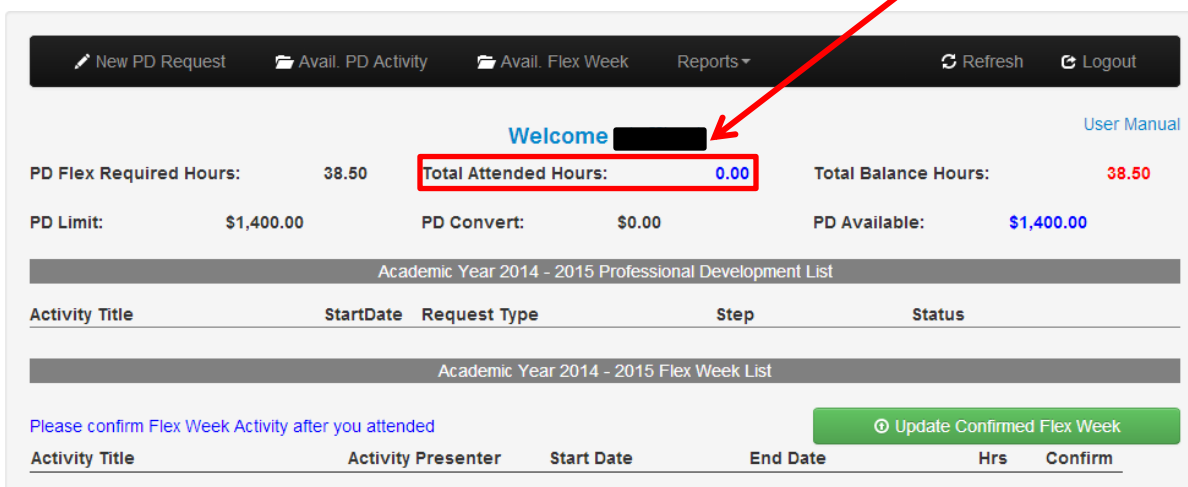 New PD Request Avail. PD Activity Avail. Flex Week Reports Refresh Logout
User Manual
Welcome
PD Flex Required Hours: 38.50 Total Attended Hours: 0.00 Total Balance Hours: 38.50
PD Limit: $1,400.00 PD Convert: $0.00 PD Available: $1,400.00
Academic Year 2014 - 2015 Professional Development List
Activity Title StartDate Request Type Step Status
Academic Year 2014 - 2015 Flex Week List
Please confirm Flex Week Activity after you attended Update Confirmed Flex Week
Activity Title Activity Presenter Start Date End Date Hrs Confirm